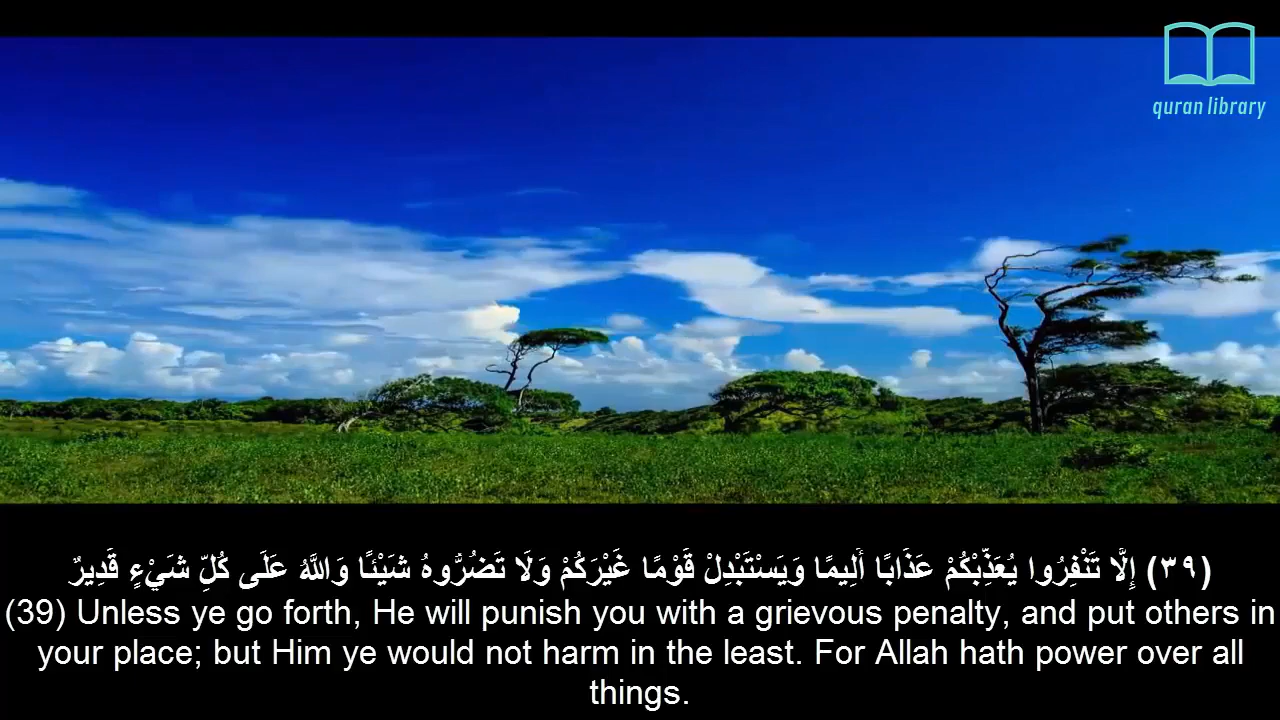 quran library
(٣٩) إِلَّا تَنْفِرُوا يُعَذِّبْكُمْ عَذَابًا أَلِيمًا وَيَسْتَبْدِلْ قَوْمًا غَيْرَكُمْ وَلَا تَضُرُّوهُ شَيْئًا وَاللَّهُ عَلَى كُلِّ شَيْءٍ قَدِيرٌ
(39) Unless ye go forth, He will punish you with a grievous penalty, and put others in
your place; but Him ye would not harm in the least. For Allah hath power over all
things.